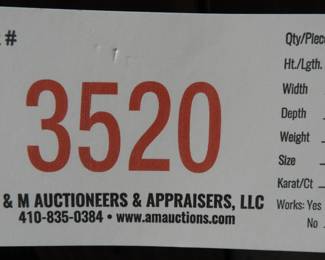 #
3520
& M AUCTIONEERS & APPRAISERS, LLC
410-835-0384 • www.amauctions.com
Qty/Piec
Ht./Lgth.
Width
Depth
Weight
Size
Karat/Ct
Works: Yes
No